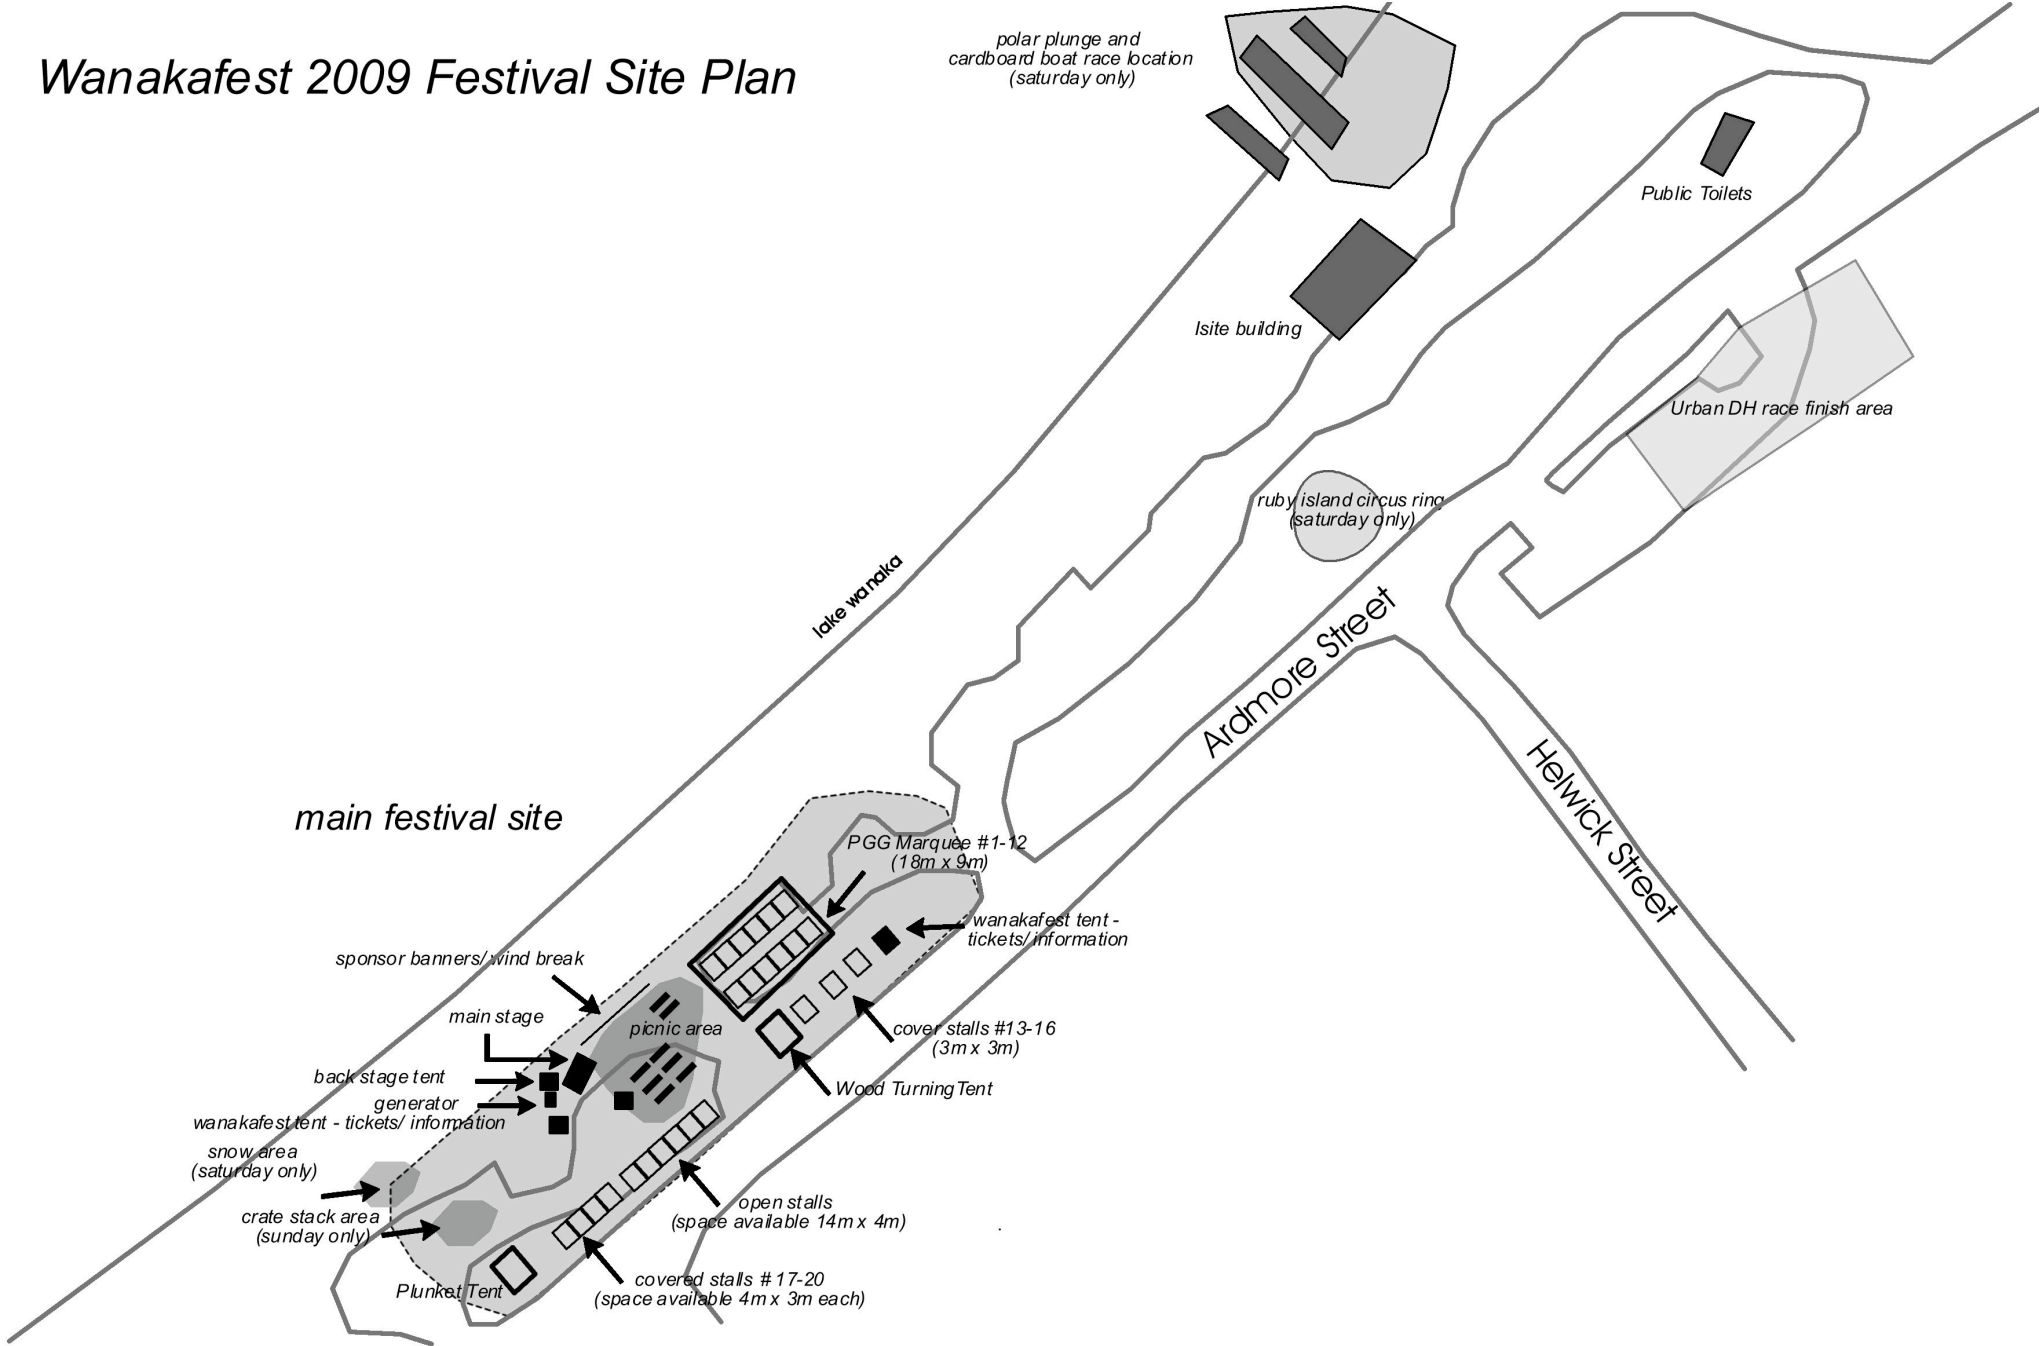 Wanakafest 2009 Festival Site Plan
polar plunge and
cardboard boat race location
(saturday only)
Public Toilets
Isite building
Urban DH race finish area
ruby island circus ring
(saturday only)
lake wanaka
Ardmore Street
Helwick Street
main festival site
PGG Marquee #1-12
(18m x 9m)
wanakafest tent -
tickets/ information
sponsor banners/ wind break
main stage
picnic area
cover stalls #13-16
(3m x 3m)
back stage tent
Wood Turning Tent
generator
wanakafest tent - tickets/ information
snow area
(saturday only)
crate stack area
(sunday only)
open stalls
(space available 14m x 4m)
Plunket Tent
covered stalls # 17-20
(space available 4m x 3m each)